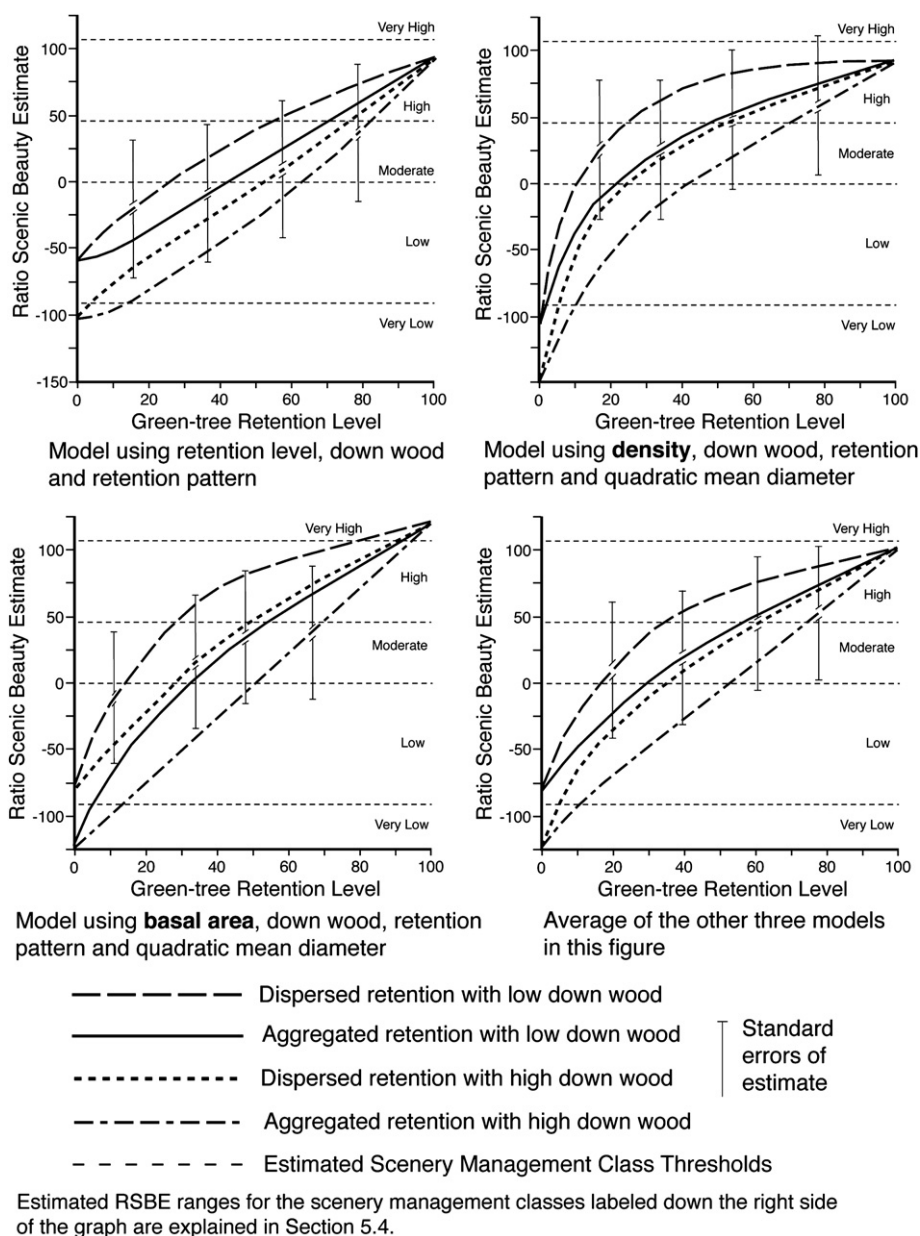 Ratio Scenic Beauty Estimate
100
50
0
-50
-100
-150
Very High
High
Moderate
Low
Very Low
0 20 40 60 80 100
Green-tree Retention Level
Model using retention level, down wood
and retention pattern
Ratio Scenic Beauty Estimate
100
50
0
-50
-100
Very High
High
Moderate
Low
Very Low
0 20 40 60 80 100
Green-tree Retention Level
Model using density, down wood, retention
pattern and quadratic mean diameter
Ratio Scenic Beauty Estimate
100
50
0
-50
-100
Very High
High
Moderate
Low
Very Low
0 20 40 60 80 100
Green-tree Retention Level
Model using basal area, down wood, retention
pattern and quadratic mean diameter
Ratio Scenic Beauty Estimate
100
50
0
-50
-100
Very High
High
Moderate
Low
Very Low
0 20 40 60 80 100
Green-tree Retention Level
Average of the other three models
in this figure
Dispersed retention with low down wood
Aggregated retention with low down wood
Dispersed retention with high down wood
Aggregated retention with high down wood
Estimated Scenery Management Class Thresholds
Standard
errors of
estimate
Estimated RSBE ranges for the scenery management classes labeled down the right side
of the graph are explained in Section 5.4.